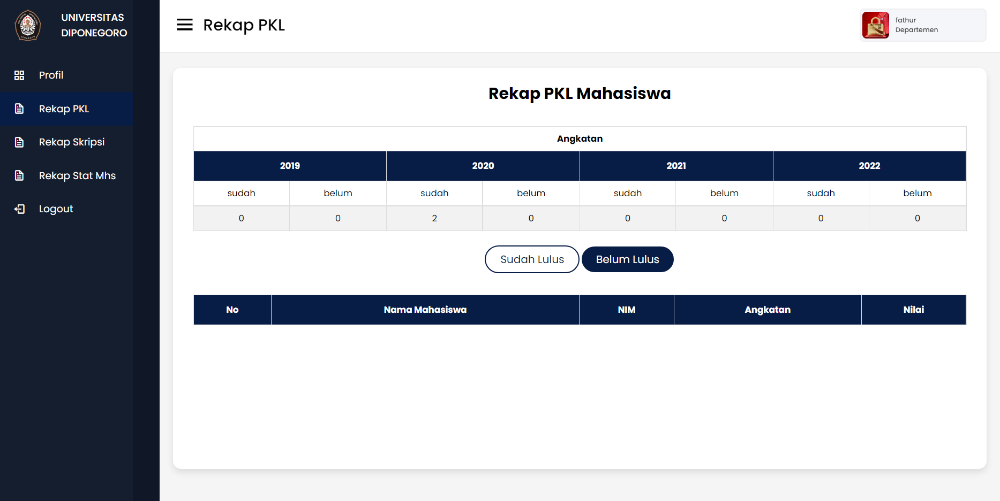 UNIVERSITAS
DIPONEGORO
Profil
Rekap PKL
Rekap Skripsi
Rekap Stat Mhs
Logout
Rekap PKL
fathur
Departemen
Rekap PKL Mahasiswa
Angkatan
2019 2020 2021 2022
sudah belum sudah belum sudah belum sudah belum
0 0 2 0 0 0 0 0
Sudah Lulus Belum Lulus
No Nama Mahasiswa NIM Angkatan Nilai